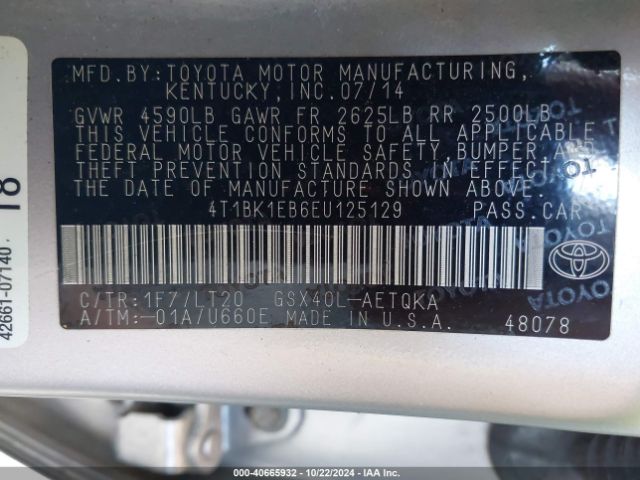 MFD.BY:TOYOTA MOTOR MANUFACTURING,
KENTUCKY,INC.07/14
GVWR 4590LB GAWR FR 2625LB RR 2500LB
THIS VEHICLE CONFORMS TO ALL APPLICABLE
FEDERAL MOTOR VEHICLE SAFETY, BUMPER AND
THEFT PREVENTION STANDARDS IN EFFECT ON
THE DATE OF MANUFACTURE SHOWN ABOVE.
4T1BK1EB6EU125129 PASS.CAR
C/TR:1F7/LT20 GSX40L-AETQKA
A/TM:-01A/U660E MADE IN U.S.A. 48078
TOYOTA
42661-07140
18
000-40665932 - 10/22/2024 - IAA Inc.